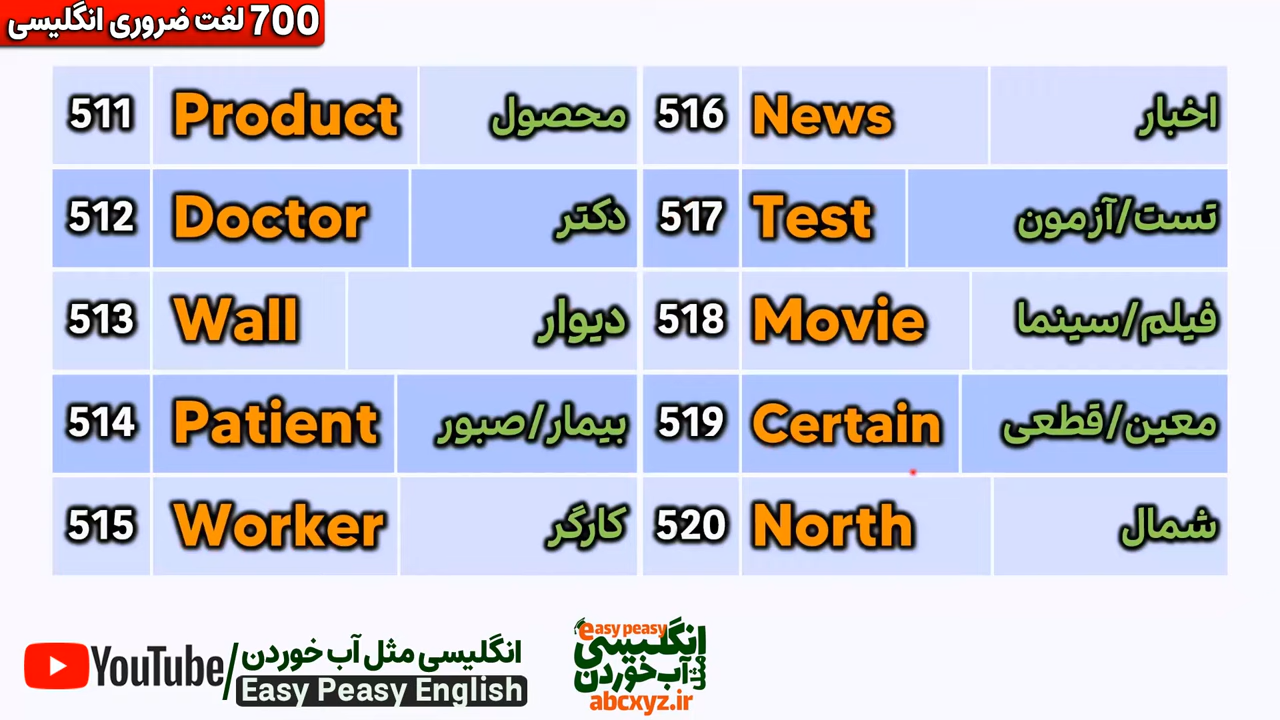 700 لغت ضروری انگلیسی
511 Product محصول
512 Doctor دکتر
513 Wall دیوار
514 Patient بیمار/صبور
515 Worker کارگر
516 News اخبار
517 Test تست/آزمون
518 Movie فیلم/سینما
519 Certain معین/قطعی
520 North شمال
YouTube/انگلیسی مثل آب خوردن
Easy Peasy English
easy peasy
انگلیسی
مثل آب خوردن
abcxyz.ir